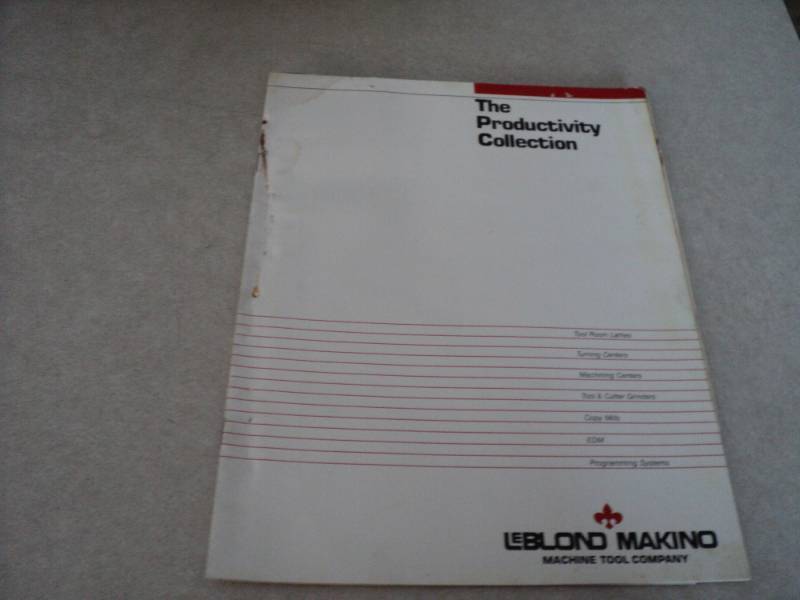 The
Productivity
Collection
Tool Room Lathes
Turning Centers
Machining Centers
Tool & Cutter Grinders
Copy Mills
EDM
Programming Systems
LEBLOND MAKINO
MACHINE TOOL COMPANY